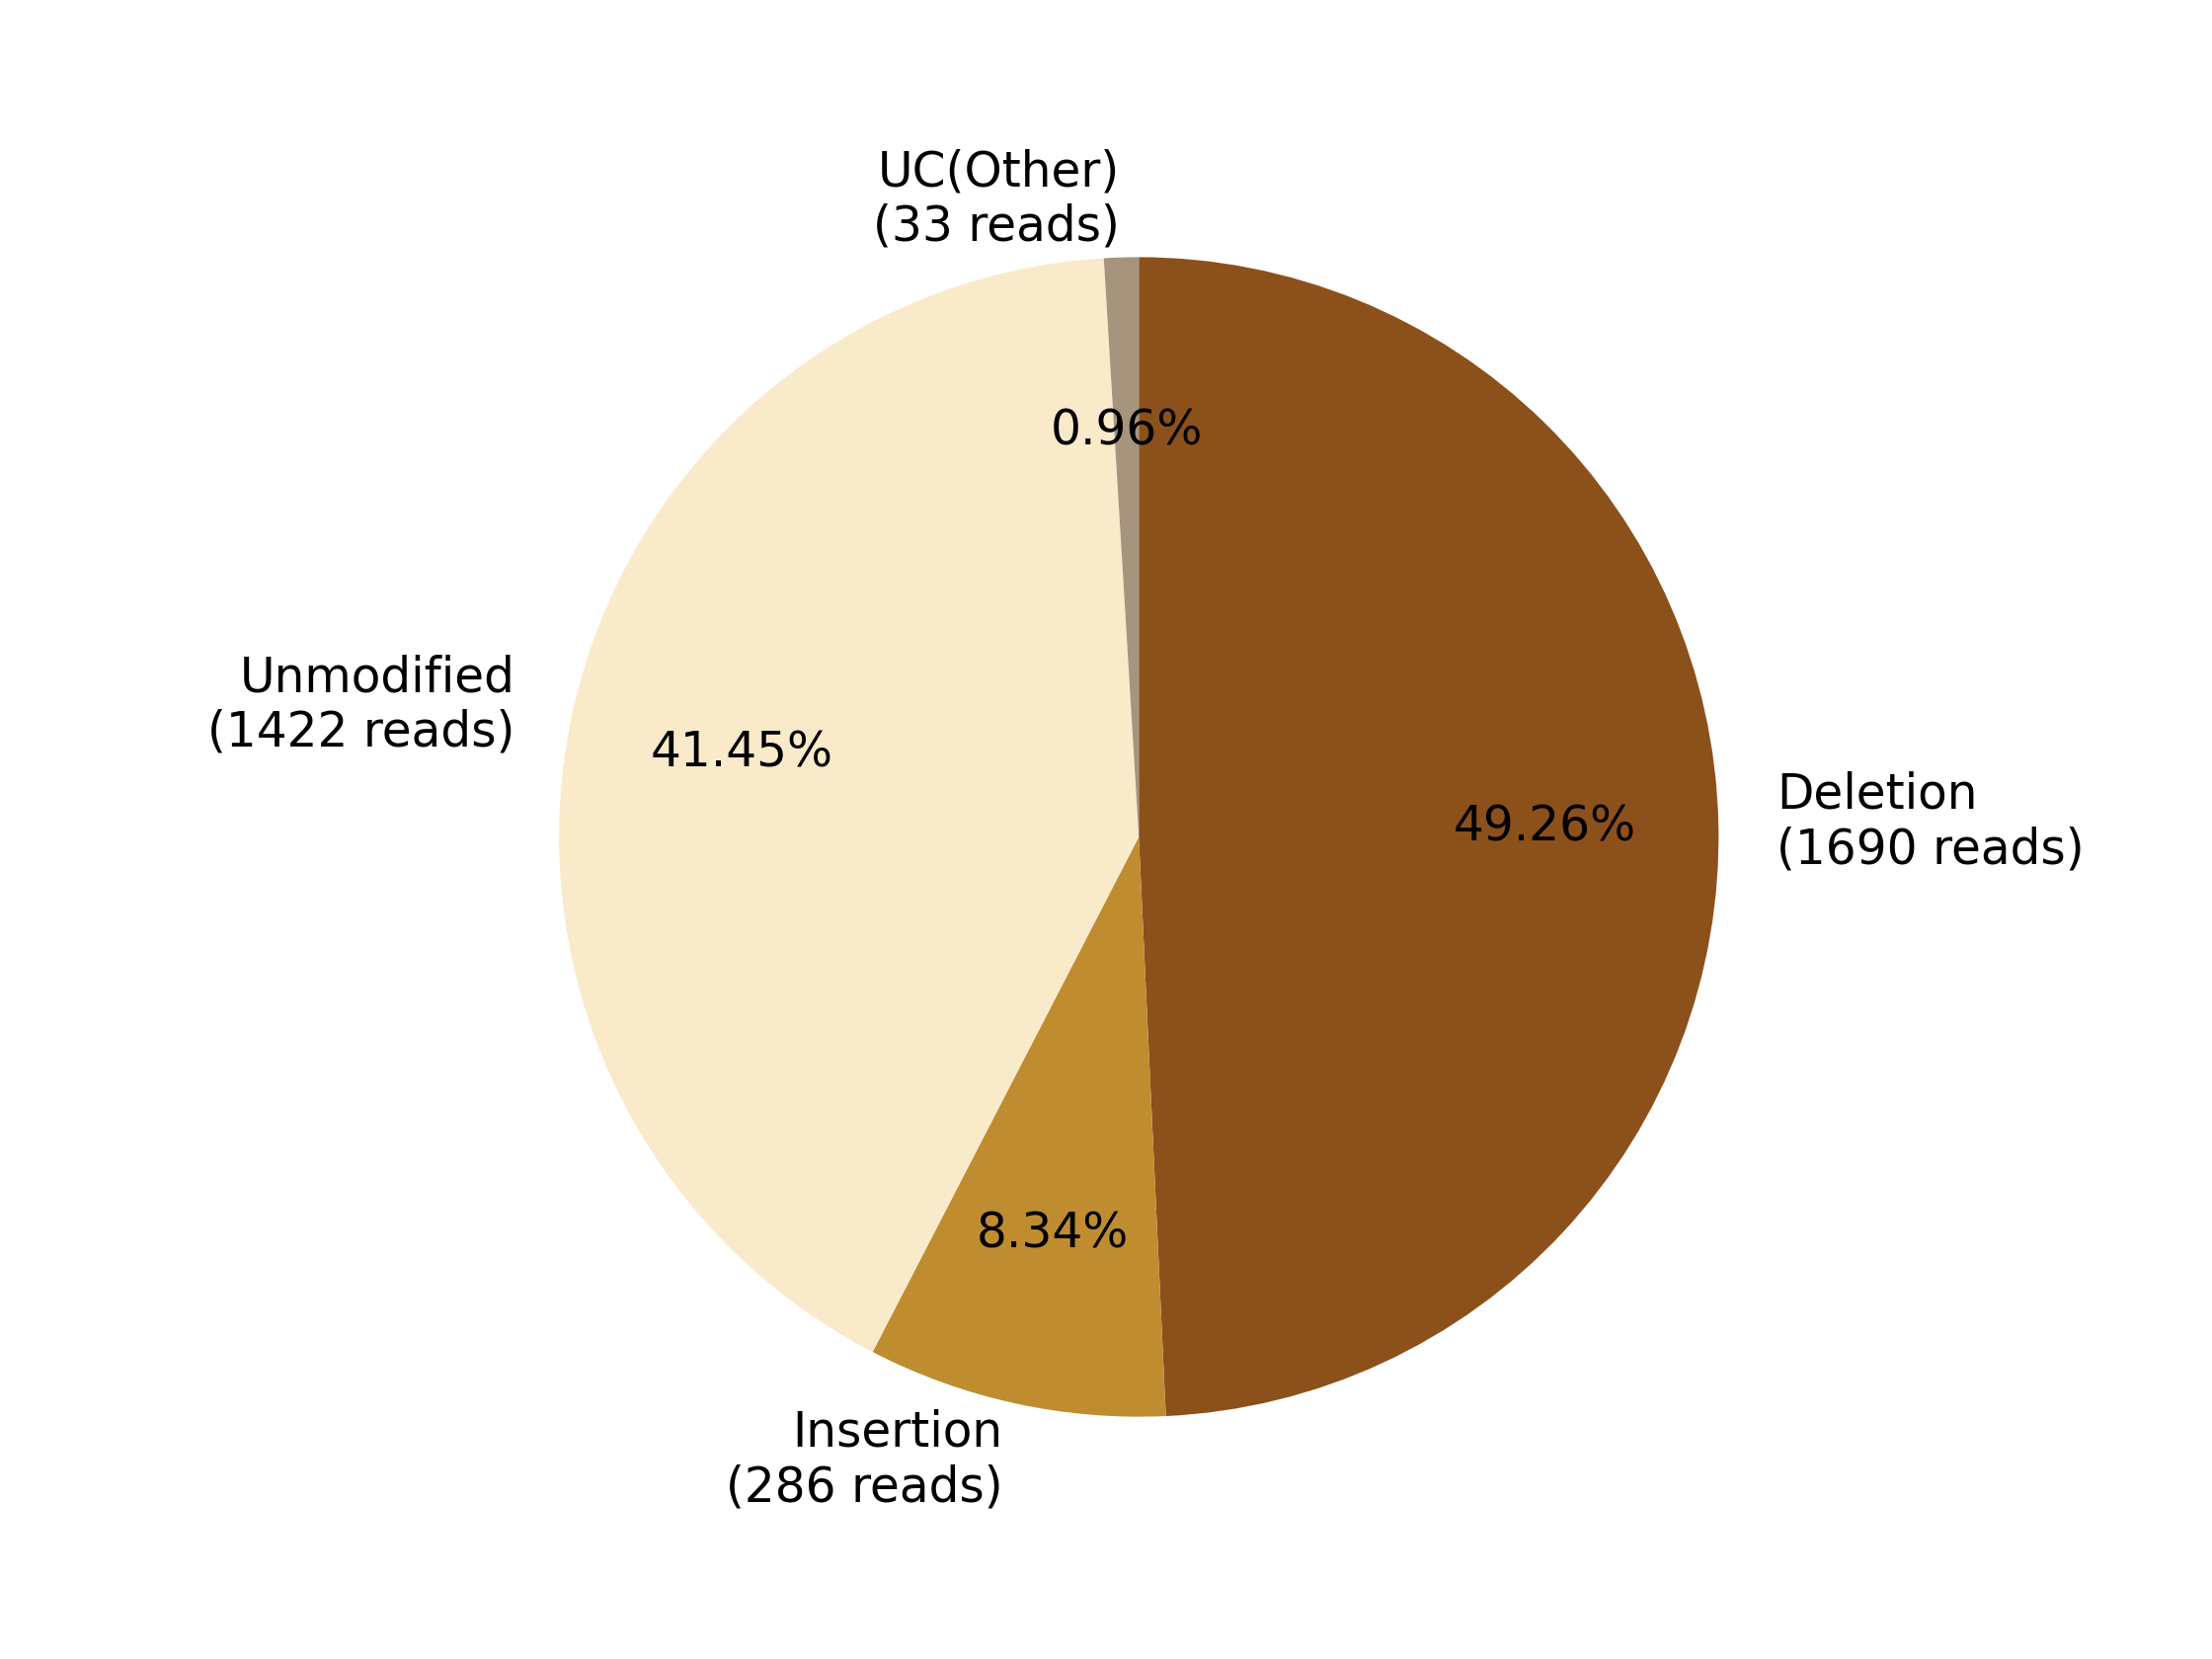 UC(Other)
(33 reads)
0.96%
Unmodified
(1422 reads)
41.45%
49.26%
Deletion
(1690 reads)
8.34%
Insertion
(286 reads)